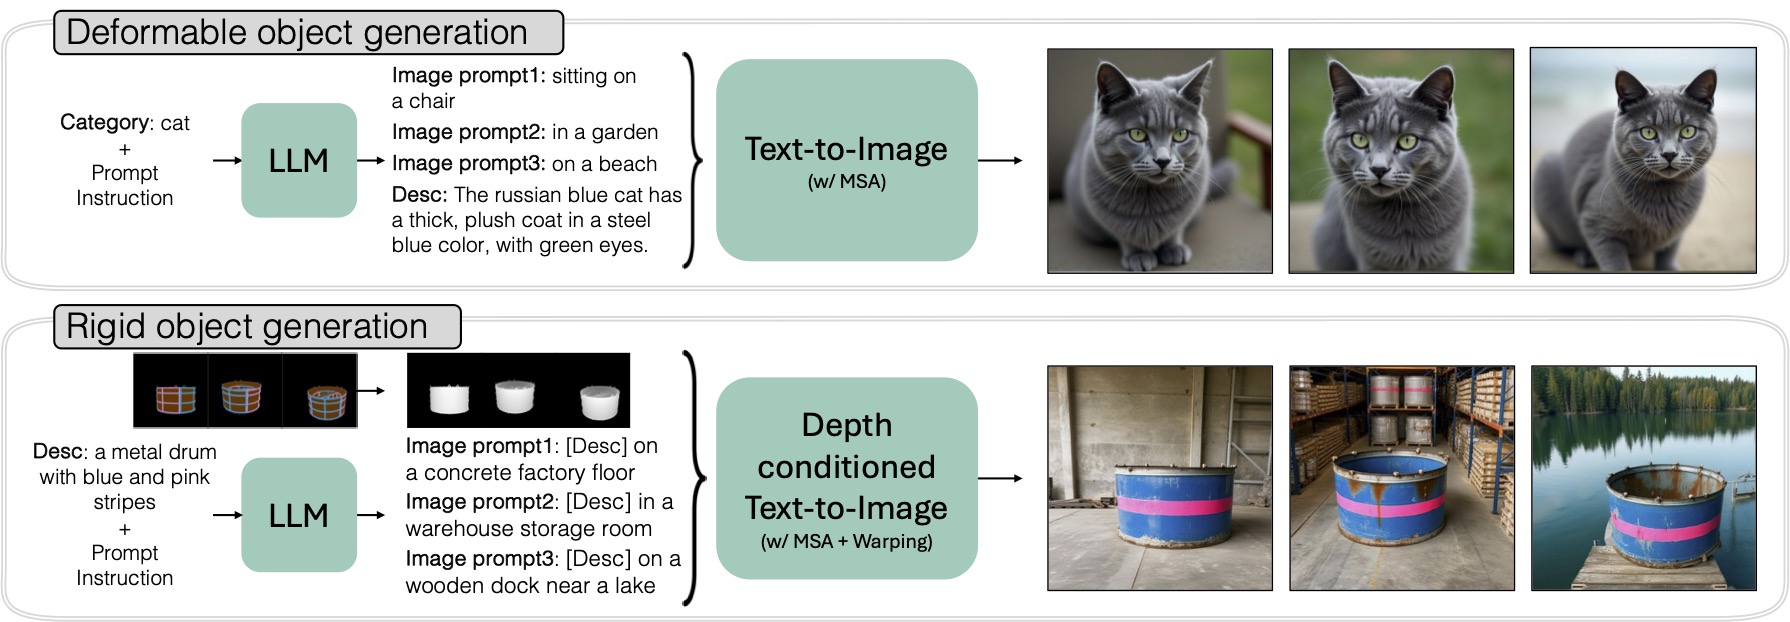 Deformable object generation
Category: cat
+
Prompt
Instruction
LLM
Image prompt1: sitting on
a chair
Image prompt2: in a garden
Image prompt3: on a beach
Desc: The russian blue cat has
a thick, plush coat in a steel
blue color, with green eyes.
Text-to-Image
(w/ MSA)
Rigid object generation
Desc: a metal drum
with blue and pink
stripes
+
Prompt
Instruction
LLM
Image prompt1: [Desc] on
a concrete factory floor
Image prompt2: [Desc] in a
warehouse storage room
Image prompt3: [Desc] on a
wooden dock near a lake
Depth
conditioned
Text-to-Image
(w/ MSA + Warping)